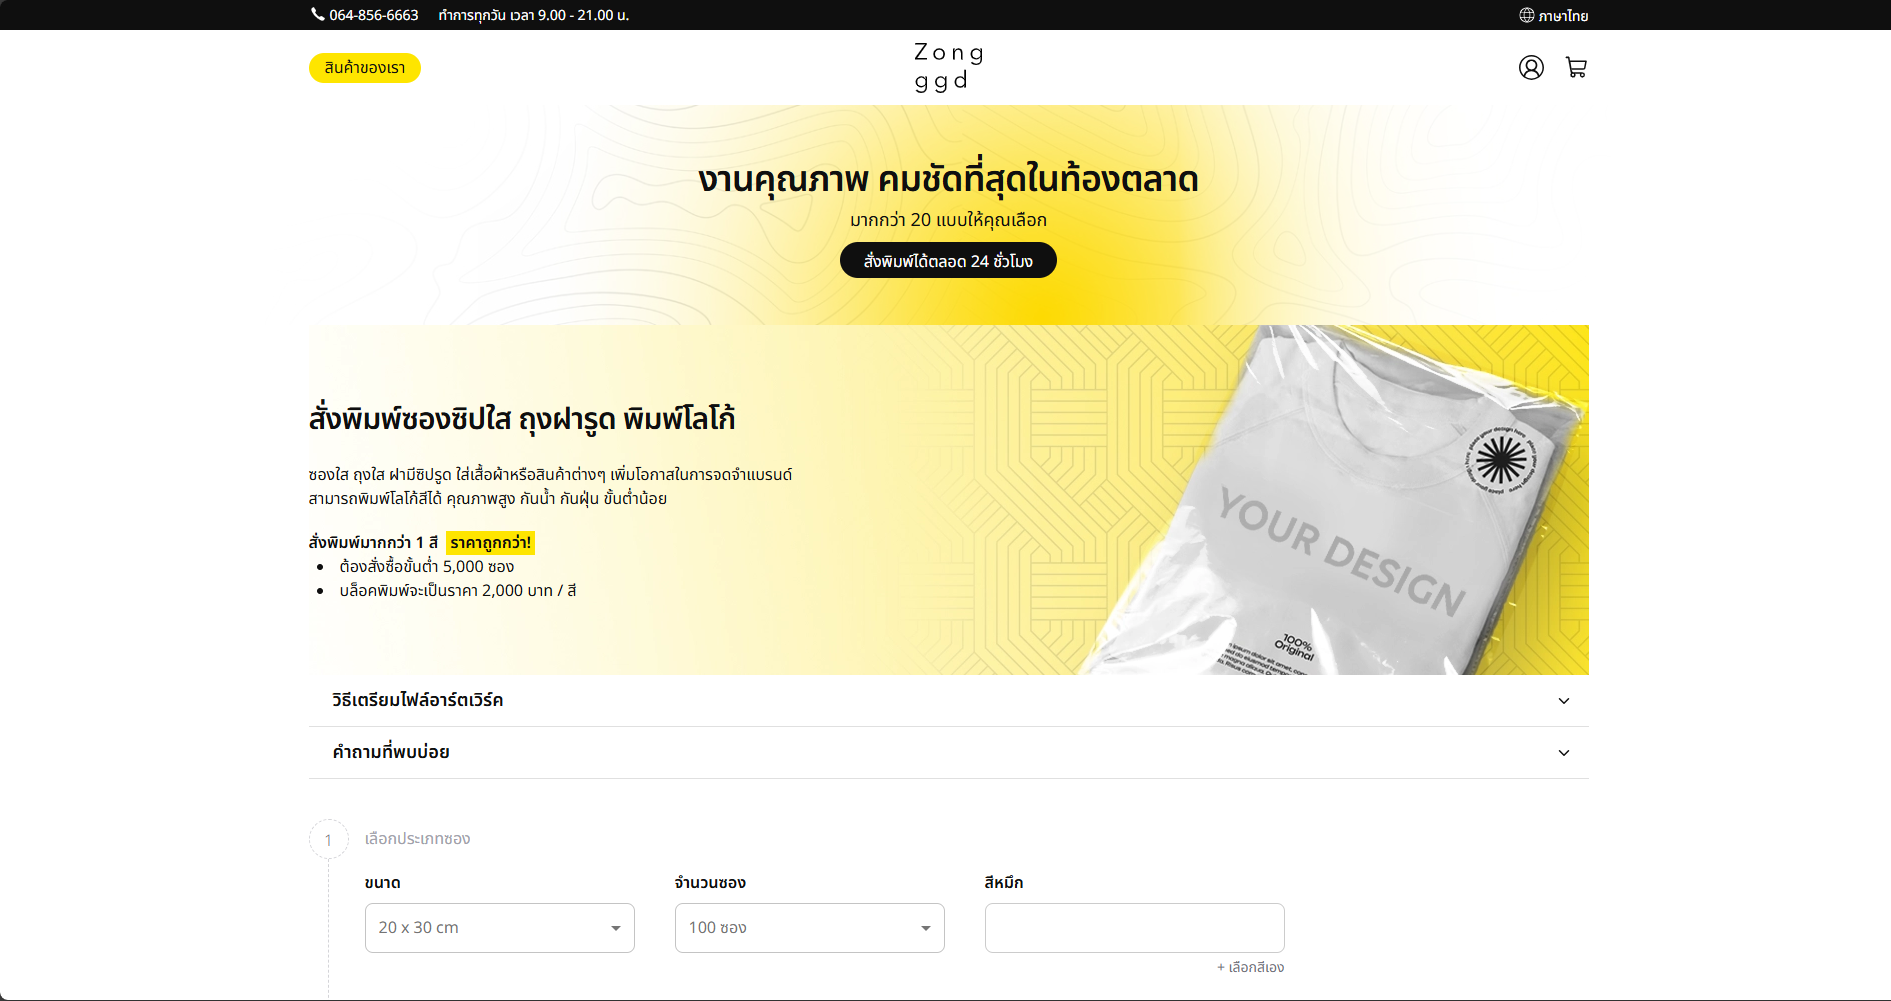 064-856-6663 ทำการทุกวัน เวลา 9.00 - 21.00 น. ภาษาไทย
สินค้าของเรา
Zong
ggd
งานคุณภาพ คมชัดที่สุดในท้องตลาด
มากกว่า 20 แบบให้คุณเลือก
สั่งพิมพ์ได้ตลอด 24 ชั่วโมง
สั่งพิมพ์ซองซิปใส ถุงฝารูด พิมพ์โลโก้
ซองใส ถุงใส ฝามีซิปรูด ใส่เสื้อผ้าหรือสินค้าต่างๆ เพิ่มโอกาสในการจดจำแบรนด์
สามารถพิมพ์โลโก้สีได้ คุณภาพสูง กันน้ำ กันฝุ่น ขั้นต่ำน้อย
สั่งพิมพ์มากกว่า 1 สี ราคาถูกกว่า!
ต้องสั่งซื้อขั้นต่ำ 5,000 ซอง
บล็อคพิมพ์จะเป็นราคา 2,000 บาท / สี
place your design here
YOUR DESIGN
100%
Original
วิธีเตรียมไฟล์อาร์ตเวิร์ค
คำถามที่พบบ่อย
1 เลือกประเภทซอง
ขนาด จำนวนซอง สีหมึก
20 x 30 cm 100 ซอง
+ เลือกสีเอง